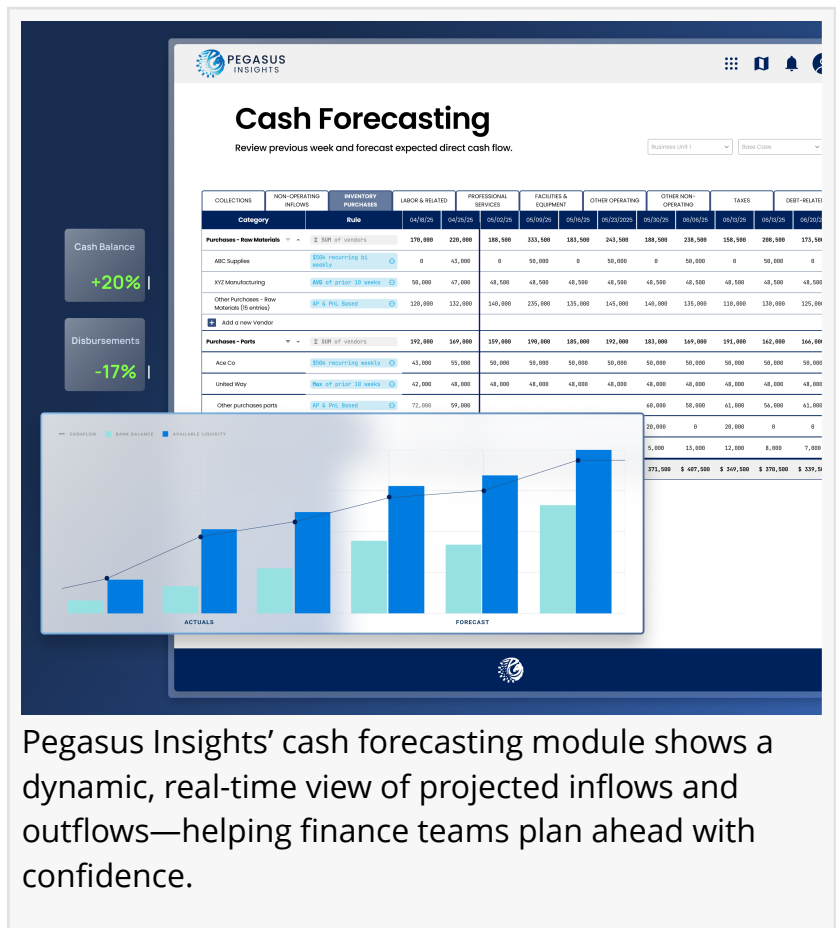 PEGASUS
INSIGHTS
Cash Forecasting
Review previous week and forecast expected direct cash flow.
Business Unit 1
Base Case
COLLECTIONS NON-OPERATING INFLOWS INVENTORY PURCHASES LABOR & RELATED PROFESSIONAL SERVICES FACILITIES & EQUIPMENT OTHER OPERATING OTHER NON-OPERATING TAXES DEBT-RELATED
Category Rule 04/18/25 04/25/25 05/02/25 05/09/25 05/16/25 05/23/2025 05/30/25 06/06/25 06/13/25 06/13/25 06/20/2
Purchases - Raw Materials Σ SUM of vendors 170,000 220,000 188,500 333,500 183,500 243,500 188,500 238,500 158,500 208,500 173,50
ABC Supplies $50k recurring bi weekly 0 43,000 0 50,000 0 50,000 0 50,000 0 50,000 0
XYZ Manufacturing AVG of prior 10 weeks 50,000 47,000 48,500 48,500 48,500 48,500 48,500 48,500 48,500 48,500 48,500
Other Purchases - Raw Materials (15 entries) AP & PnL Based 120,000 132,000 140,000 235,000 135,000 145,000 140,000 135,000 110,000 130,000 125,00
+ Add a new Vendor
Purchases - Parts Σ SUM of vendors 192,000 169,000 159,000 190,000 185,000 192,000 183,000 169,000 191,000 162,000 166,00
Ace Co $50k recurring weekly 43,000 55,000 50,000 50,000 50,000 50,000 50,000 50,000 50,000 50,000 50,000
United Way Max of prior 10 weeks 42,000 48,000 48,000 48,000 48,000 48,000 48,000 48,000 48,000 48,000 48,000
Other purchases parts AP & PnL Based 72,000 59,000 60,000 58,000 61,000 56,000 61,000
20,000 0 20,000 0 0
5,000 13,000 12,000 8,000 7,000
371,500 $ 407,500 $ 349,500 $ 370,500 $ 339,5
Cash Balance
+20%
Disbursements
-17%
CASHFLOW BANK BALANCE AVAILABLE LIQUIDITY
ACTUALS FORECAST
Pegasus Insights’ cash forecasting module shows a
dynamic, real-time view of projected inflows and
outflows—helping finance teams plan ahead with
confidence.